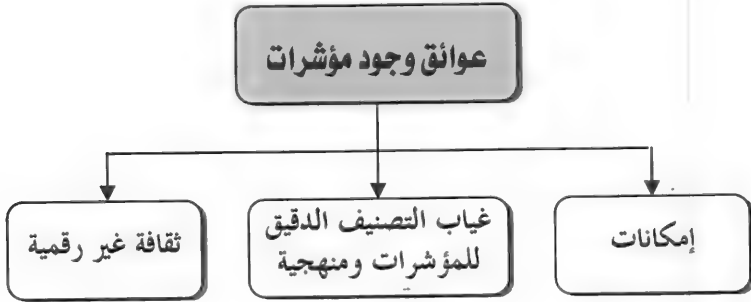 عوائق وجود مؤشرات
إمكانات
غياب التصنيف الدقيق
للمؤشرات ومنهجية
ثقافة غير رقمية